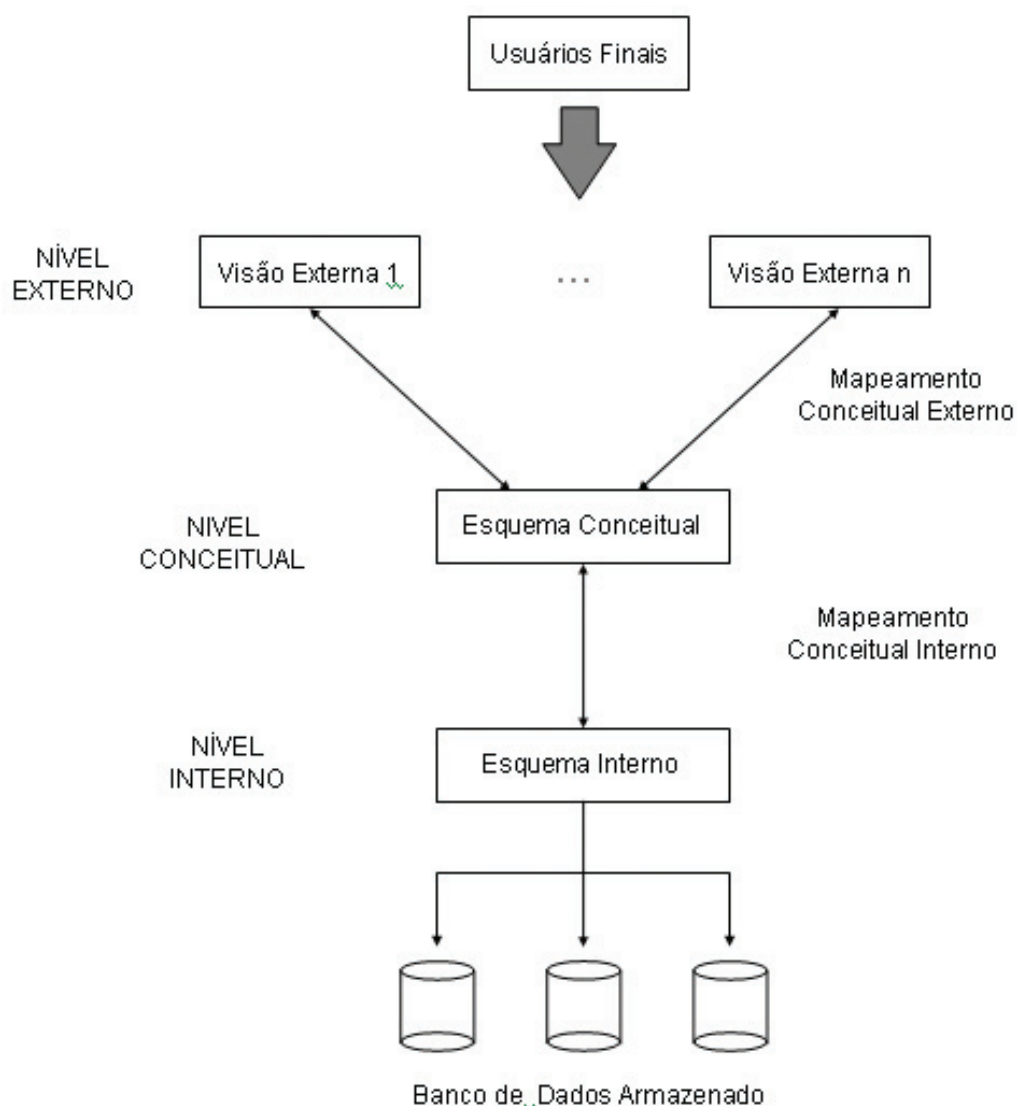 Usuários Finais
NÍVEL
EXTERNO
Visão Externa 1
...
Visão Externa n
Mapeamento
Conceitual Externo
NIVEL
CONCEITUAL
Esquema Conceitual
Mapeamento
Conceitual Interno
NÍVEL
INTERNO
Esquema Interno
Banco de Dados Armazenado